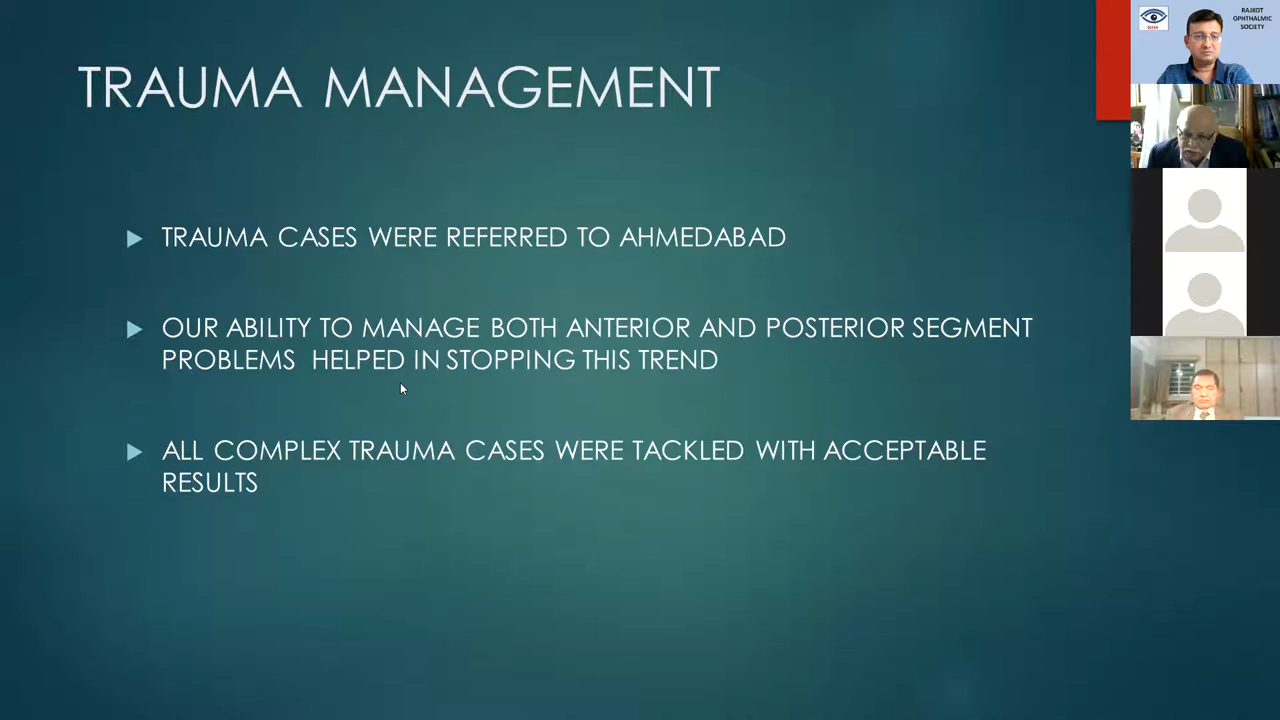 TRAUMA MANAGEMENT
TRAUMA CASES WERE REFERRED TO AHMEDABAD
OUR ABILITY TO MANAGE BOTH ANTERIOR AND POSTERIOR SEGMENT
PROBLEMS HELPED IN STOPPING THIS TREND
ALL COMPLEX TRAUMA CASES WERE TACKLED WITH ACCEPTABLE
RESULTS
RAJKOT
OPHTHALMIC
SOCIETY